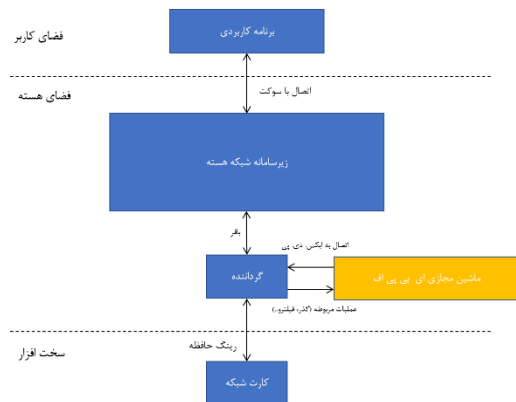 فضای کاربر
برنامه کاربردی
اتصال با سوکت
فضای هسته
زیرسامانه شبکه هسته
بافر
اتصال به ایکس. دی. پی
گرداننده
ماشین مجازی ای بی پی اف
عملیات مربوطه (گذر، فیلترو..)
رینگ حافظه
سخت افزار
کارت شبکه